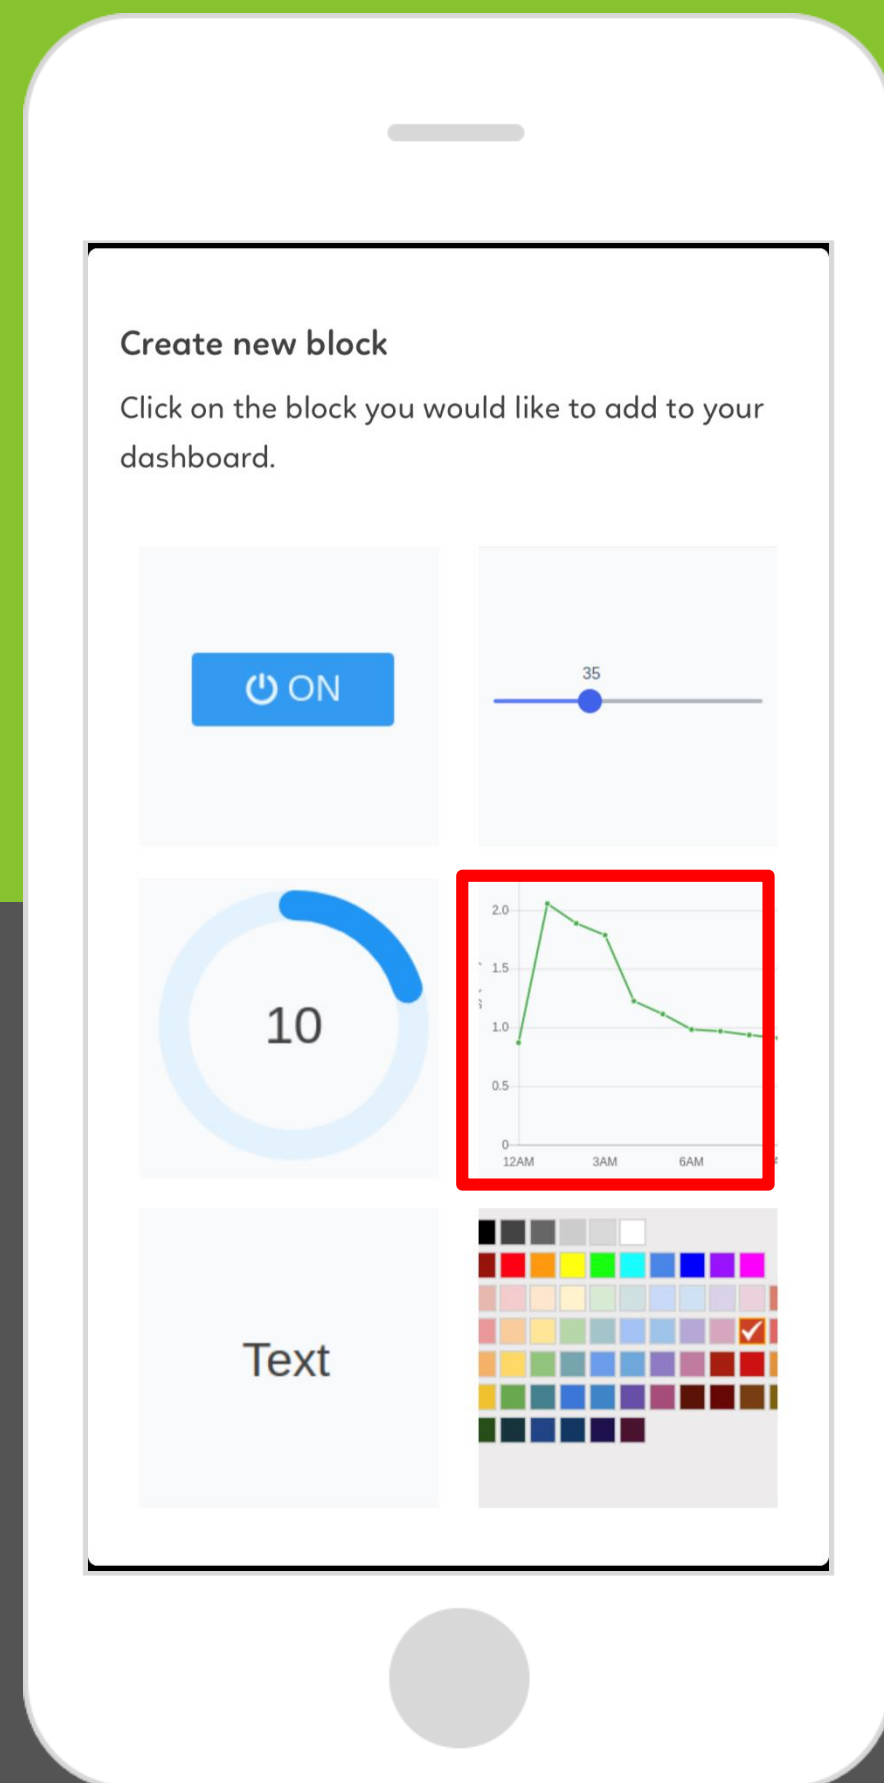 Create new block
Click on the block you would like to add to your
dashboard.
ON
35
10
2.0
1.5
1.0
0.5
0
12AM 3AM 6AM
Text